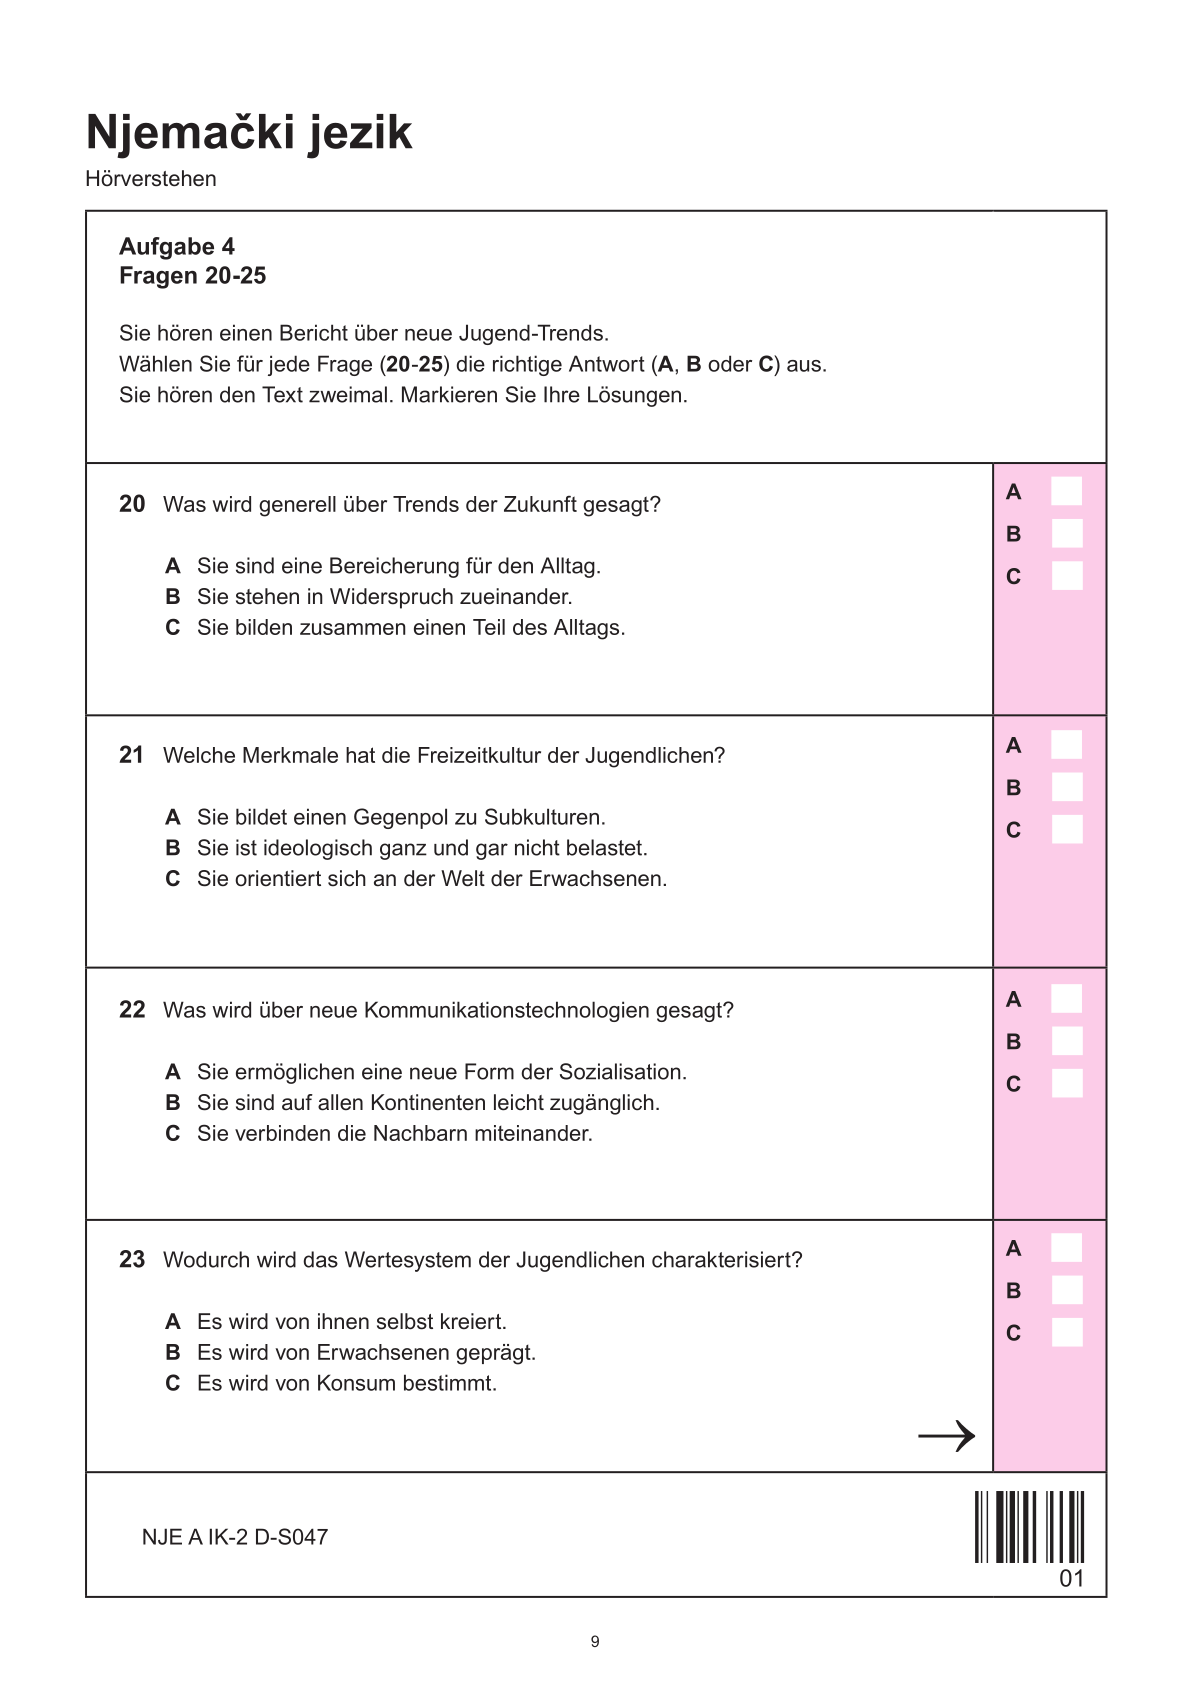 Njemački jezik
Hörverstehen
Aufgabe 4
Fragen 20-25
Sie hören einen Bericht über neue Jugend-Trends.
Wählen Sie für jede Frage (20-25) die richtige Antwort (A, B oder C) aus.
Sie hören den Text zweimal. Markieren Sie Ihre Lösungen.
20 Was wird generell über Trends der Zukunft gesagt?
A Sie sind eine Bereicherung für den Alltag.
B Sie stehen in Widerspruch zueinander.
C Sie bilden zusammen einen Teil des Alltags.
A
B
C
21 Welche Merkmale hat die Freizeitkultur der Jugendlichen?
A Sie bildet einen Gegenpol zu Subkulturen.
B Sie ist ideologisch ganz und gar nicht belastet.
C Sie orientiert sich an der Welt der Erwachsenen.
A
B
C
22 Was wird über neue Kommunikationstechnologien gesagt?
A Sie ermöglichen eine neue Form der Sozialisation.
B Sie sind auf allen Kontinenten leicht zugänglich.
C Sie verbinden die Nachbarn miteinander.
A
B
C
23 Wodurch wird das Wertesystem der Jugendlichen charakterisiert?
A Es wird von ihnen selbst kreiert.
B Es wird von Erwachsenen geprägt.
C Es wird von Konsum bestimmt.
A
B
C
NJE A IK-2 D-S047
01
9